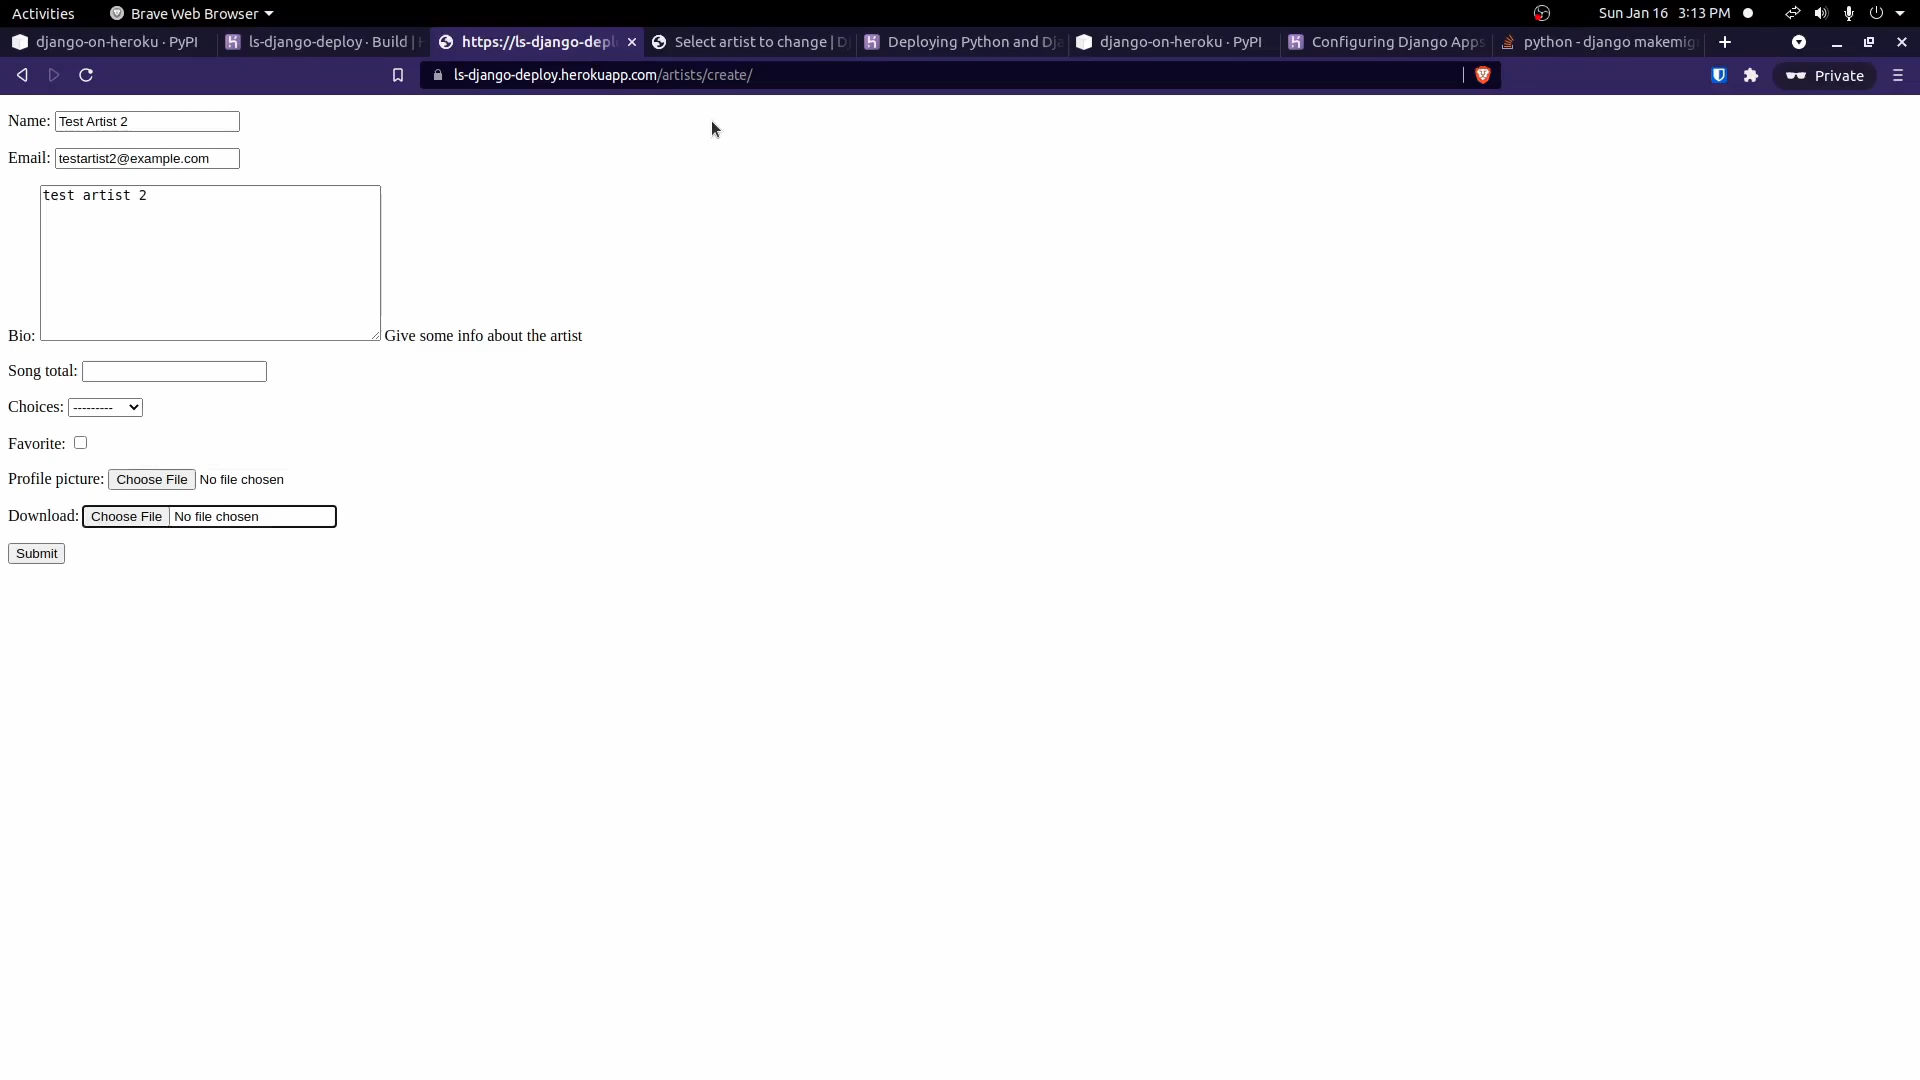 Activities Brave Web Browser Sun Jan 16 3:13 PM
django-on-heroku · PyPI ls-django-deploy · Build | https://ls-django-depl Select artist to change | D Deploying Python and Dja django-on-heroku · PyPI Configuring Django Apps python - django makemig
ls-django-deploy.herokuapp.com/artists/create/ Private
Name: Test Artist 2
Email: testartist2@example.com
test artist 2
Bio: Give some info about the artist
Song total:
Choices: ---------
Favorite:
Profile picture: Choose File No file chosen
Download: Choose File No file chosen
Submit